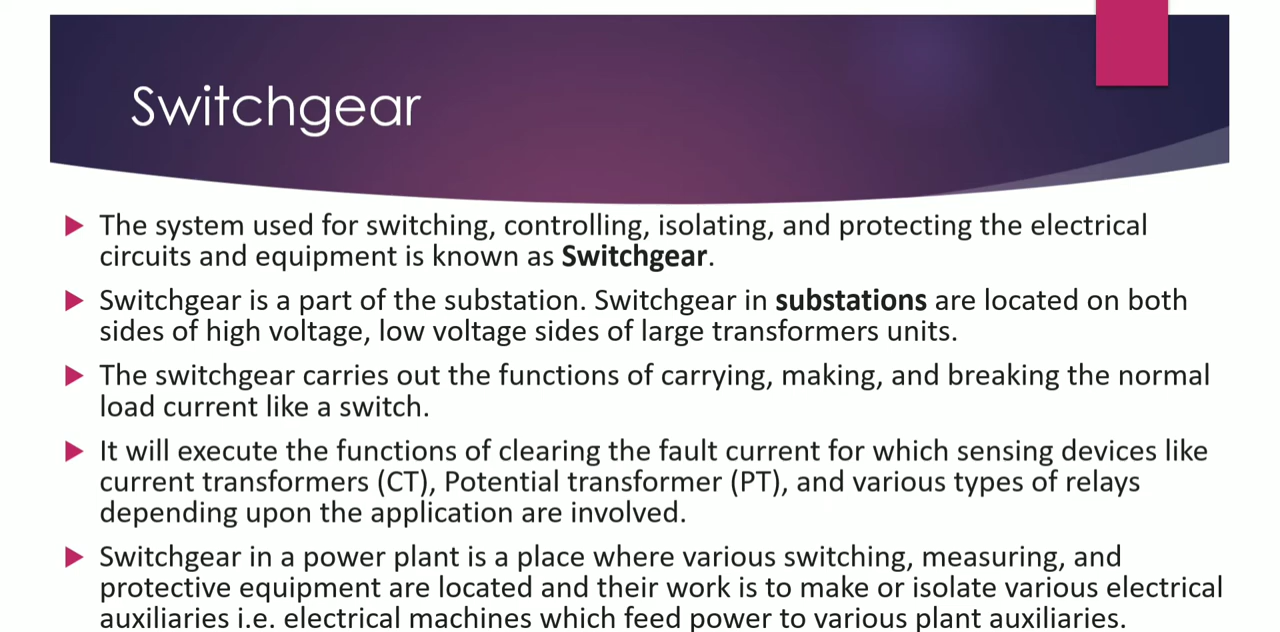 Switchgear
The system used for switching, controlling, isolating, and protecting the electrical
circuits and equipment is known as Switchgear.
Switchgear is a part of the substation. Switchgear in substations are located on both
sides of high voltage, low voltage sides of large transformers units.
The switchgear carries out the functions of carrying, making, and breaking the normal
load current like a switch.
It will execute the functions of clearing the fault current for which sensing devices like
current transformers (CT), Potential transformer (PT), and various types of relays
depending upon the application are involved.
Switchgear in a power plant is a place where various switching, measuring, and
protective equipment are located and their work is to make or isolate various electrical
auxiliaries i.e. electrical machines which feed power to various plant auxiliaries.